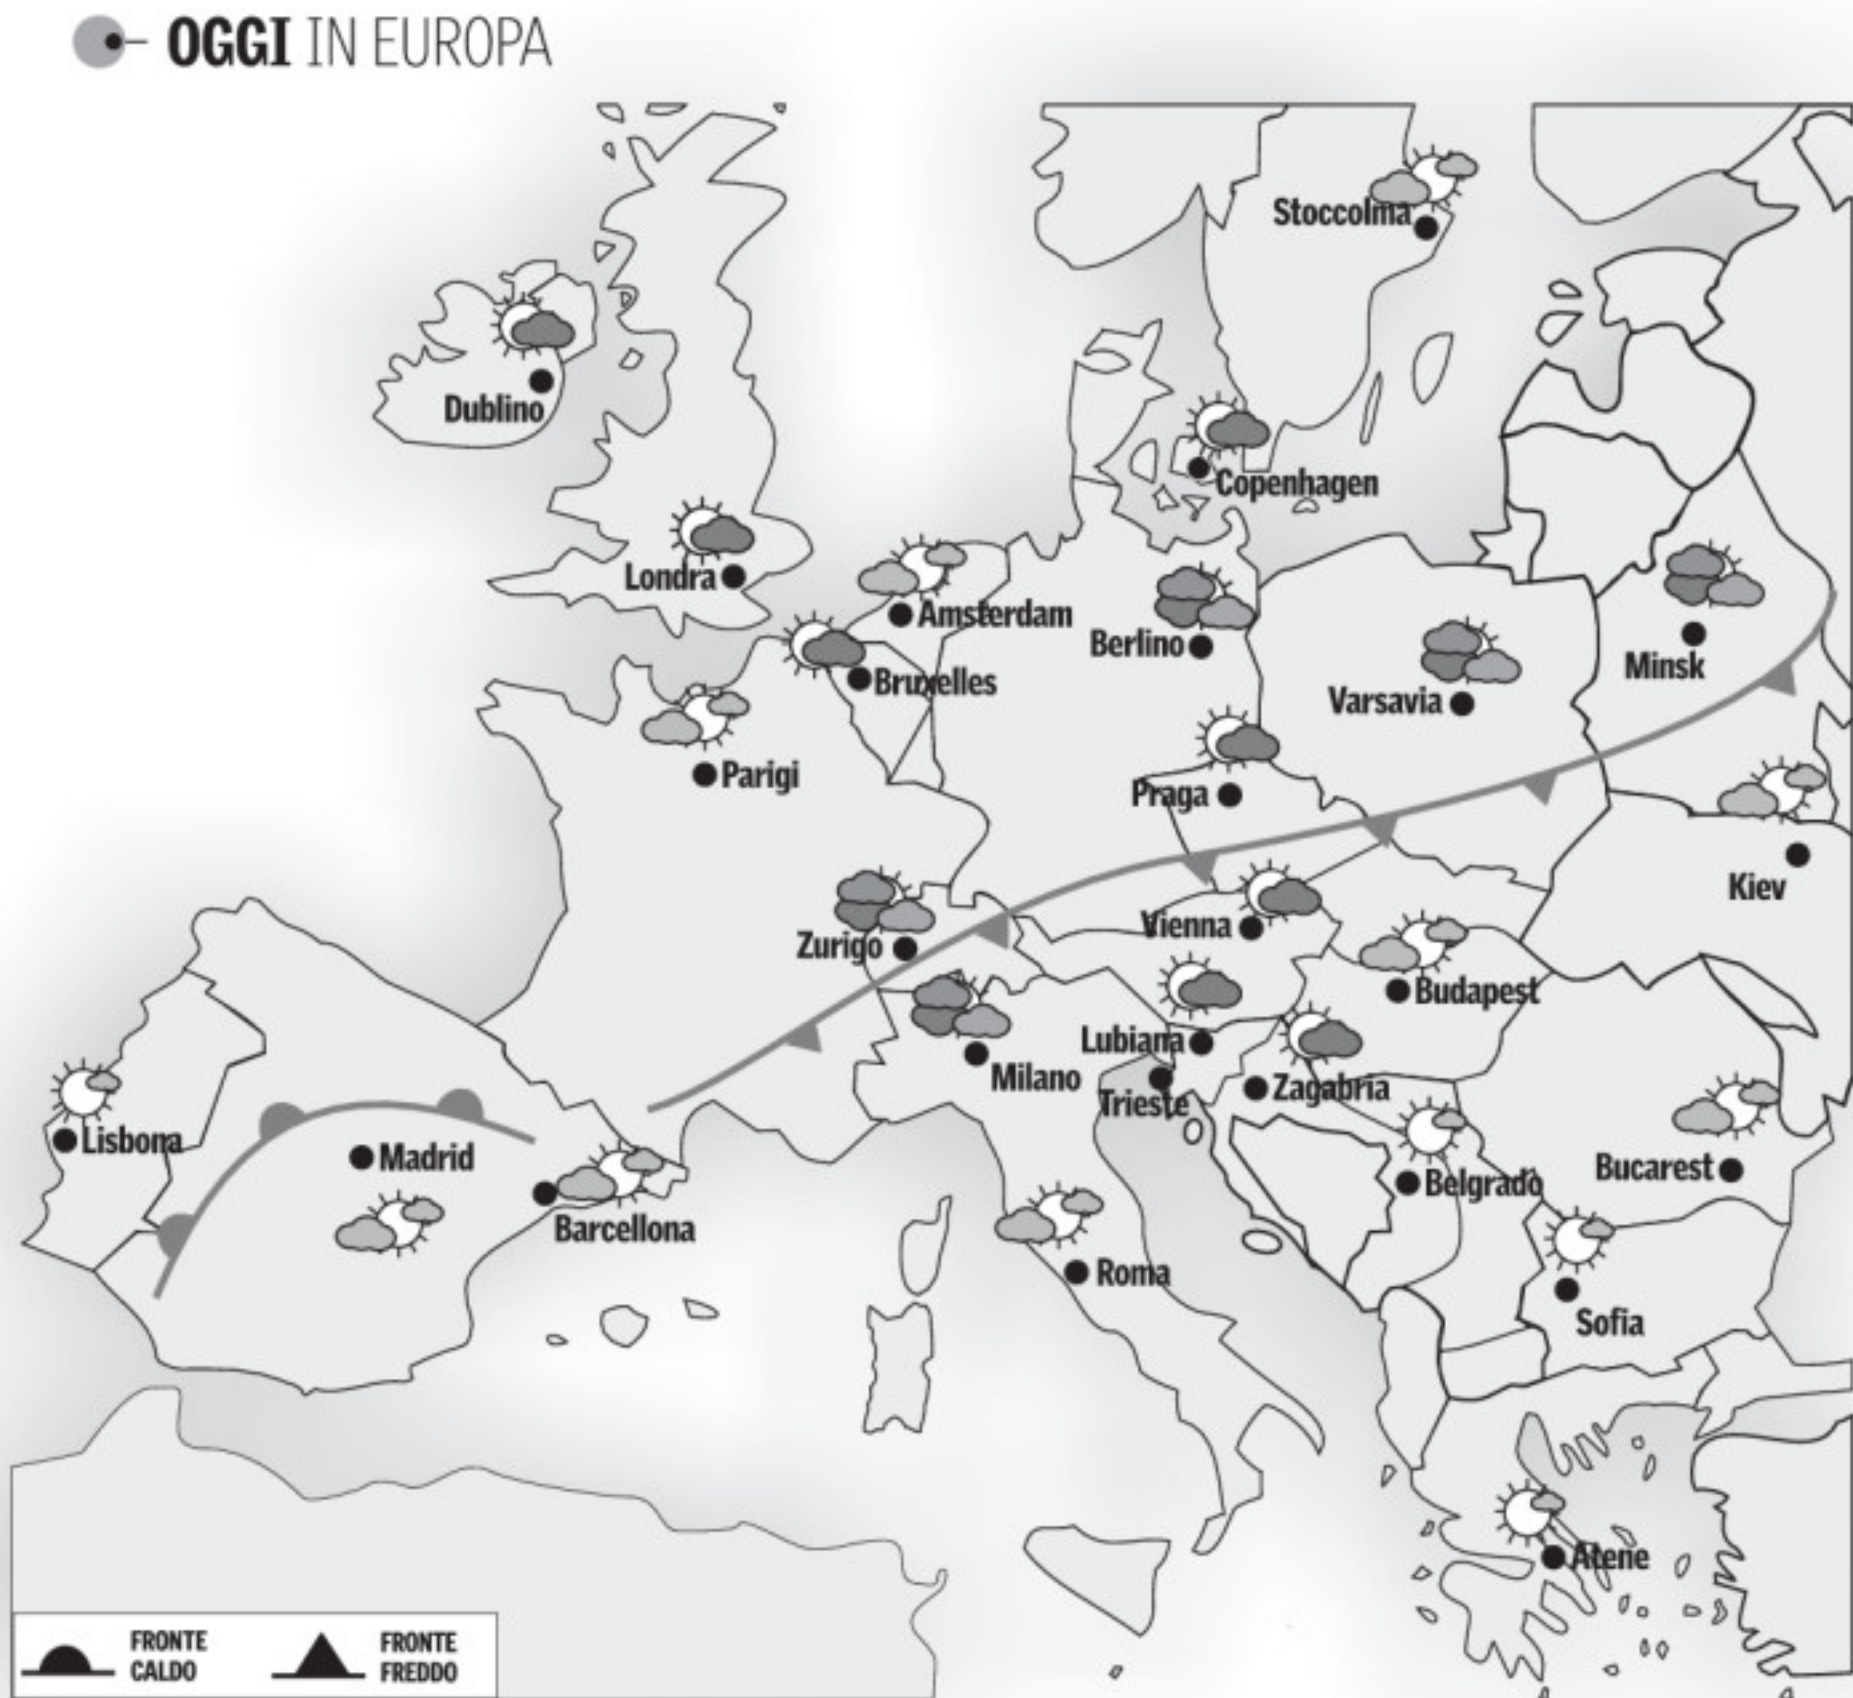 OGGI IN EUROPA
Stoccolma
Dublino
Copenhagen
Londra
Amsterdam
Berlino
Minsk
Bruxelles
Varsavia
Parigi
Praga
Kiev
Vienna
Zurigo
Budapest
Lubiana
Milano
Zagabria
Trieste
Lisbona
Madrid
Bucarest
Belgrado
Barcellona
Roma
Sofia
Atene
FRONTE
CALDO
FRONTE
FREDDO